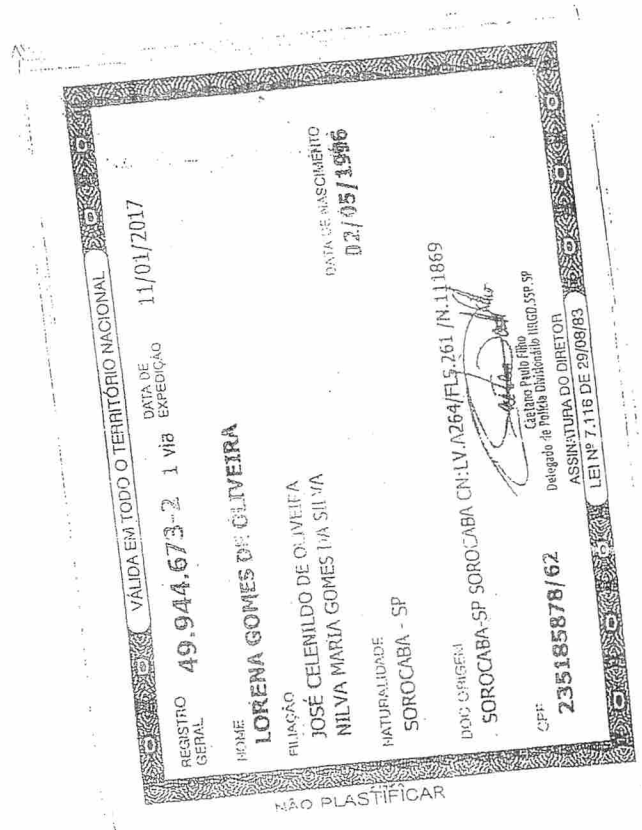 VÁLIDA EM TODO O TERRITÓRIO NACIONAL
REGISTRO GERAL 49.944.673-2 1 via DATA DE EXPEDIÇÃO 11/01/2017
NOME
LORENA GOMES DE OLIVEIRA
FILIAÇÃO
JOSÉ CELENILDO DE OLIVEIRA
NILVA MARIA GOMES DA SILVA
NATURALIDADE
SOROCABA - SP
DATA DE NASCIMENTO
02/05/1996
DOC ORIGEM
SOROCABA-SP SOROCABA CN:LV.A264/FLS.261 /N.111869
CPF
235185878/62
Caetano Paulo Filho
Delegado de Polícia Divisionário IIRGD.SSP.SP
ASSINATURA DO DIRETOR
LEI Nº 7.116 DE 29/08/83
NÃO PLASTIFICAR